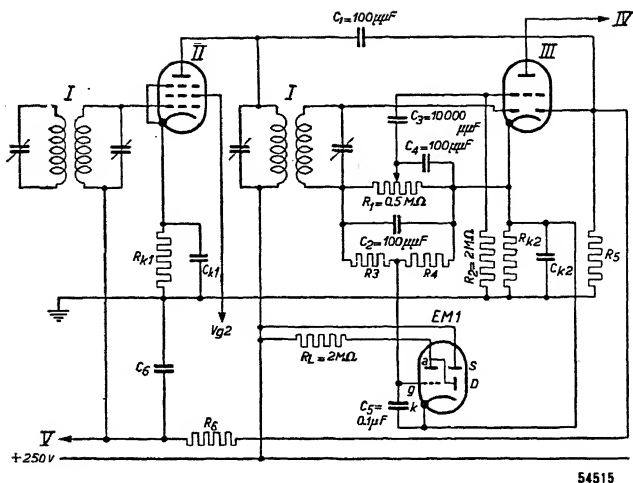 C1=100μμF
IV
II
III
I
I
C3=10000
μμF
C4=100μμF
R1=0.5MΩ
C2=100μμF
R3
R4
R2=2MΩ
Rk2
Ck2
R5
Rk1
Ck1
Vg2
EM1
C6
RL=2MΩ
a
S
D
g
k
C5=
0.1μF
V
R6
+250V
54515